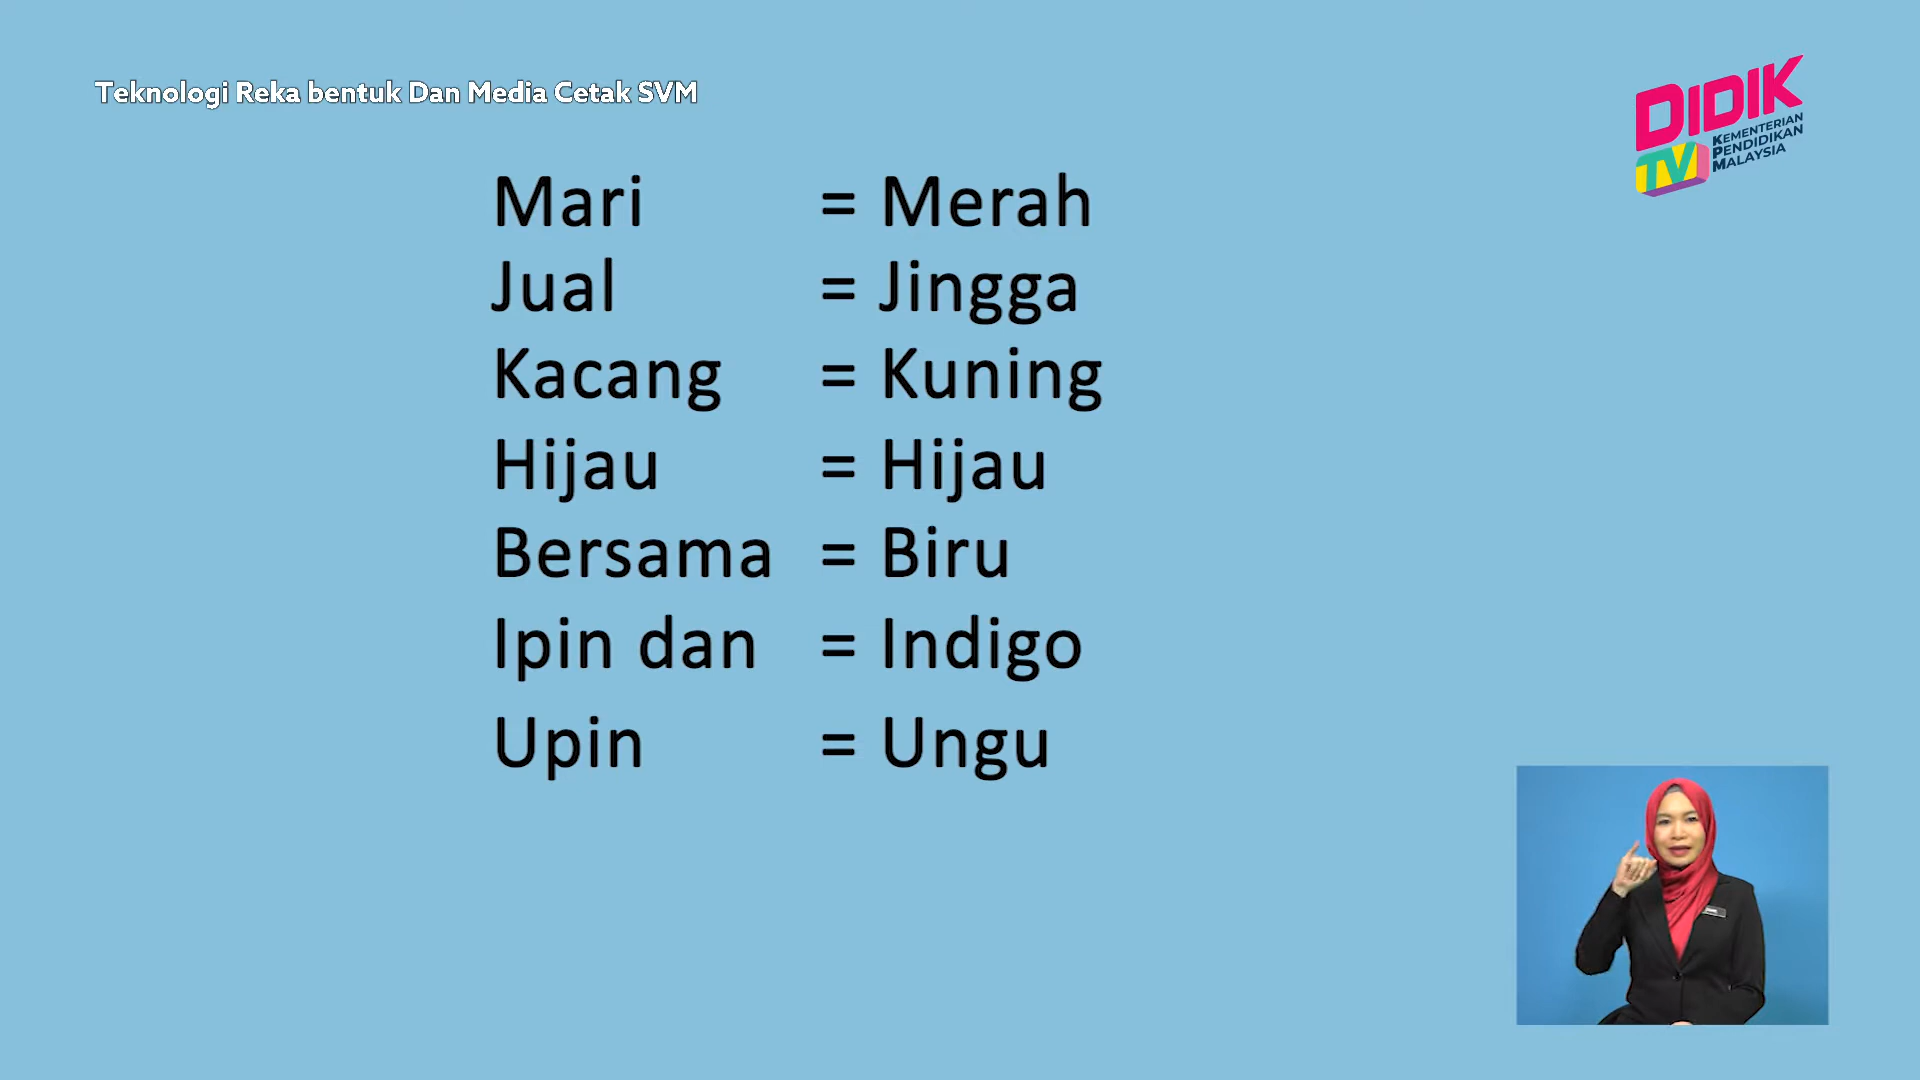 Teknologi Reka bentuk Dan Media Cetak SVM
DIDIK
TV
KEMENTERIAN
PENDIDIKAN
MALAYSIA
Mari = Merah
Jual = Jingga
Kacang = Kuning
Hijau = Hijau
Bersama = Biru
Ipin dan = Indigo
Upin = Ungu